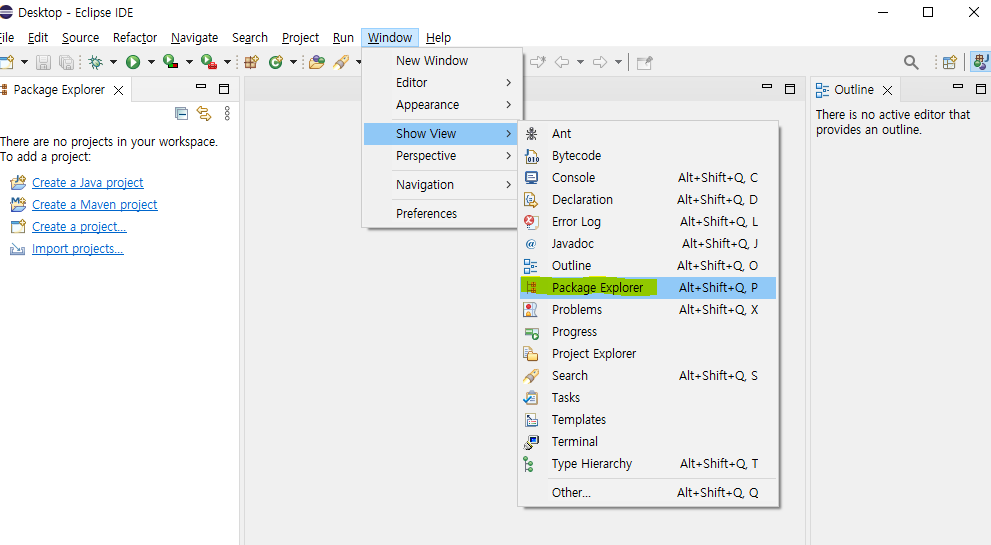 Desktop - Eclipse IDE
File Edit Source Refactor Navigate Search Project Run Window Help
Package Explorer
There are no projects in your workspace.
To add a project:
Create a Java project
Create a Maven project
Create a project...
Import projects...
New Window
Editor
Appearance
Show View
Perspective
Navigation
Preferences
Ant
Bytecode
Console Alt+Shift+Q, C
Declaration Alt+Shift+Q, D
Error Log Alt+Shift+Q, L
Javadoc Alt+Shift+Q, J
Outline Alt+Shift+Q, O
Package Explorer Alt+Shift+Q, P
Problems Alt+Shift+Q, X
Progress
Project Explorer
Search Alt+Shift+Q, S
Tasks
Templates
Terminal
Type Hierarchy Alt+Shift+Q, T
Other... Alt+Shift+Q, Q
Outline
There is no active editor that
provides an outline.